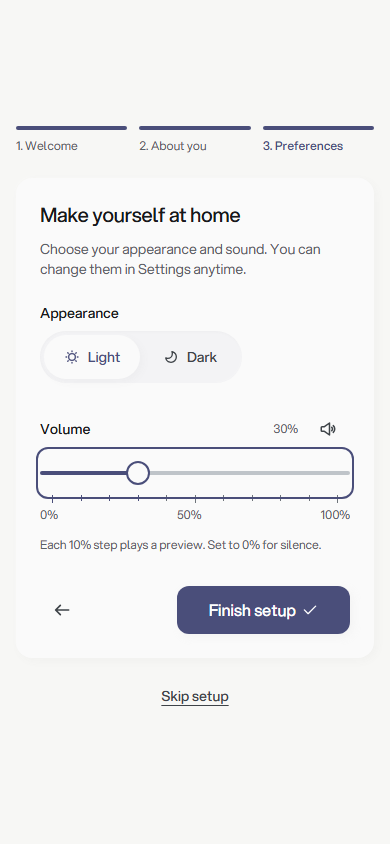 1. Welcome
2. About you
3. Preferences
Make yourself at home
Choose your appearance and sound. You can
change them in Settings anytime.
Appearance
Light
Dark
Volume
30%
0%
50%
100%
Each 10% step plays a preview. Set to 0% for silence.
Finish setup
Skip setup